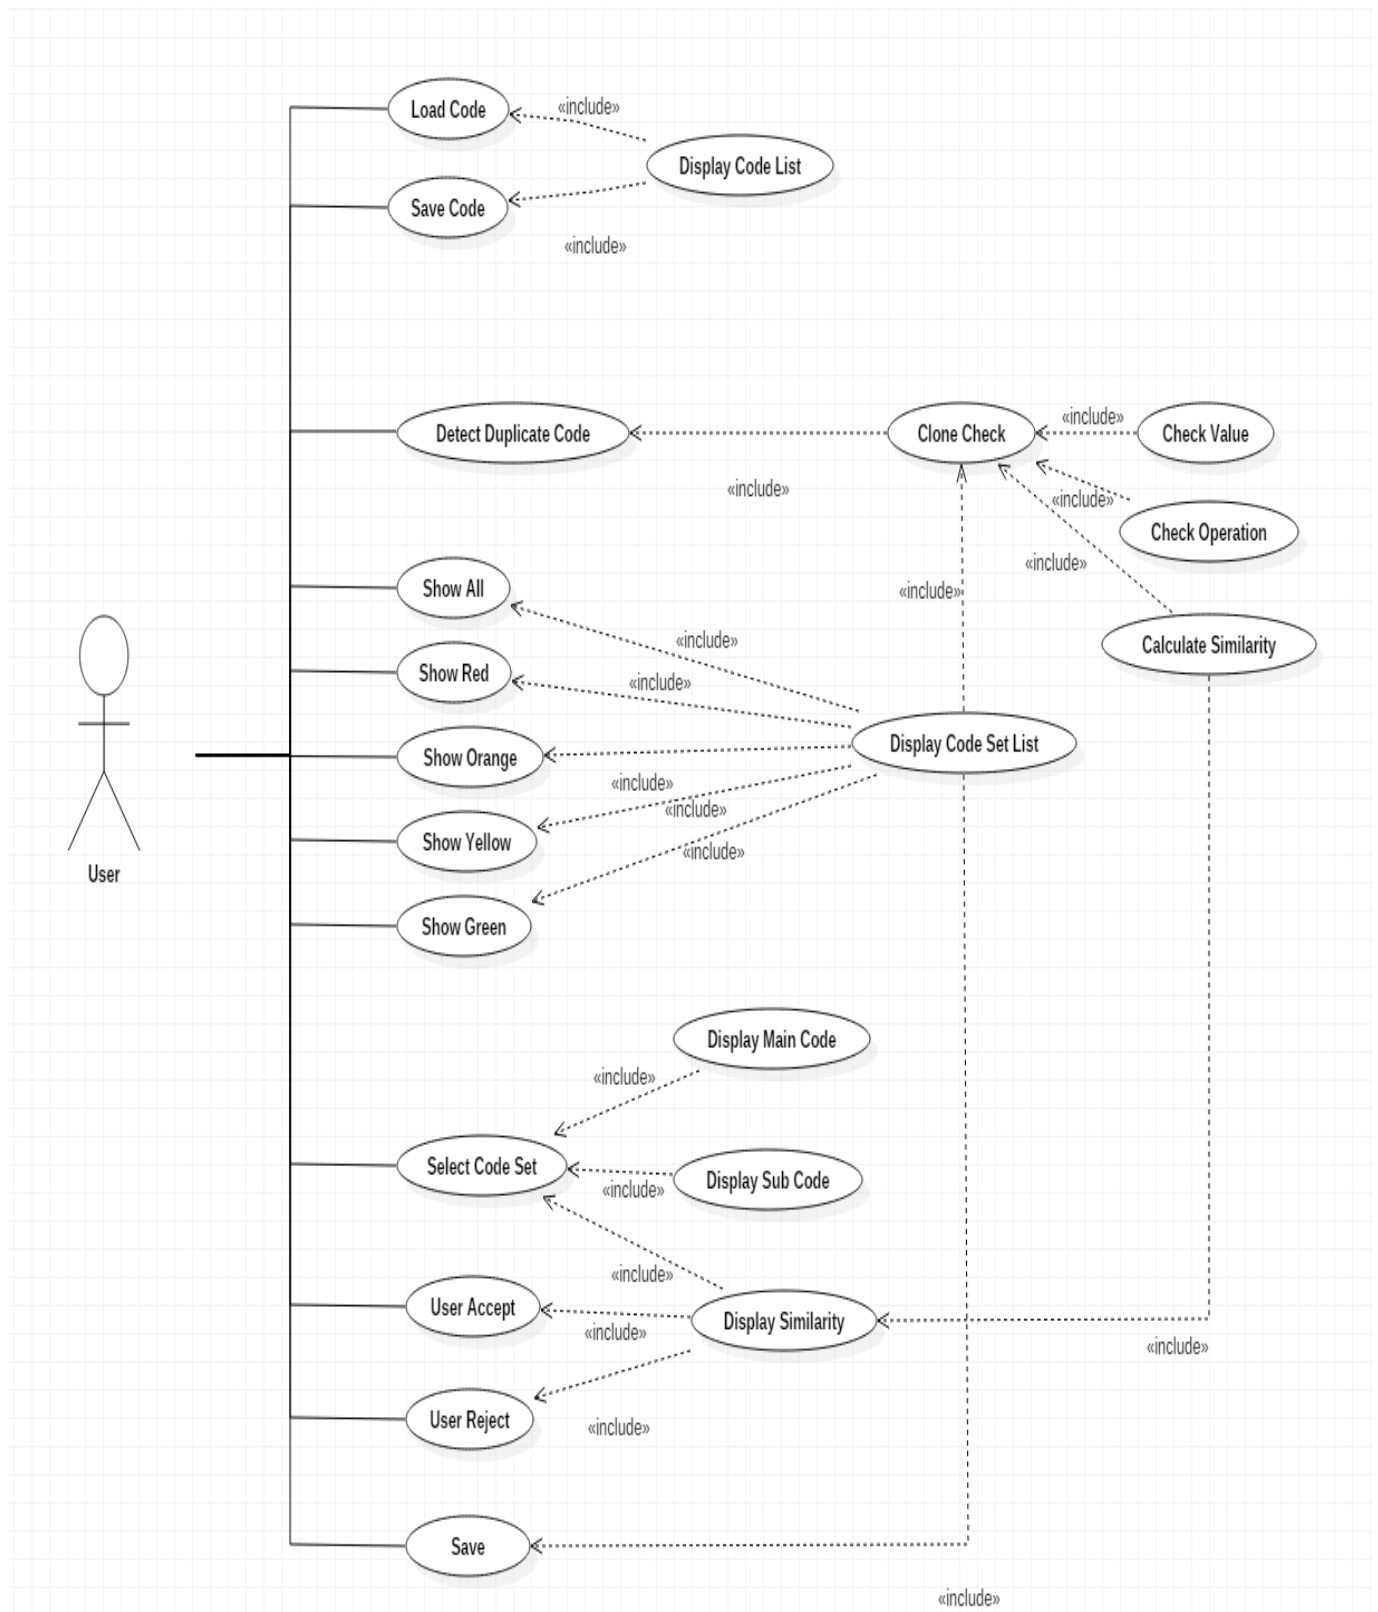 Load Code
«include»
Display Code List
Save Code
«include»
Detect Duplicate Code
Clone Check
«include»
Check Value
«include»
«include»
Check Operation
«include»
«include»
Show All
«include»
Calculate Similarity
Show Red
«include»
Show Orange
Display Code Set List
«include»
«include»
Show Yellow
«include»
User
Show Green
Display Main Code
«include»
Select Code Set
Display Sub Code
«include»
«include»
User Accept
Display Similarity
«include»
«include»
User Reject
«include»
Save
«include»